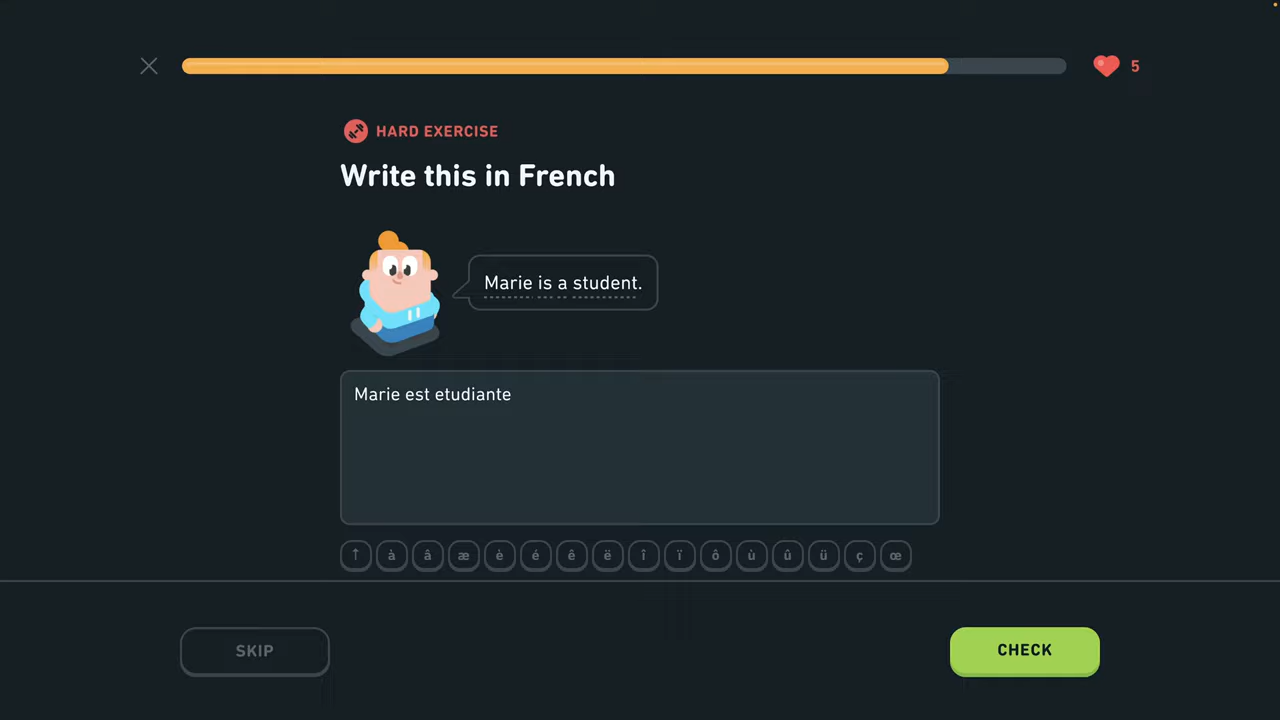 5
HARD EXERCISE
Write this in French
Marie is a student.
Marie est etudiante
↑ à â æ è é ê ë î ï ô ù û ü ç œ
SKIP
CHECK